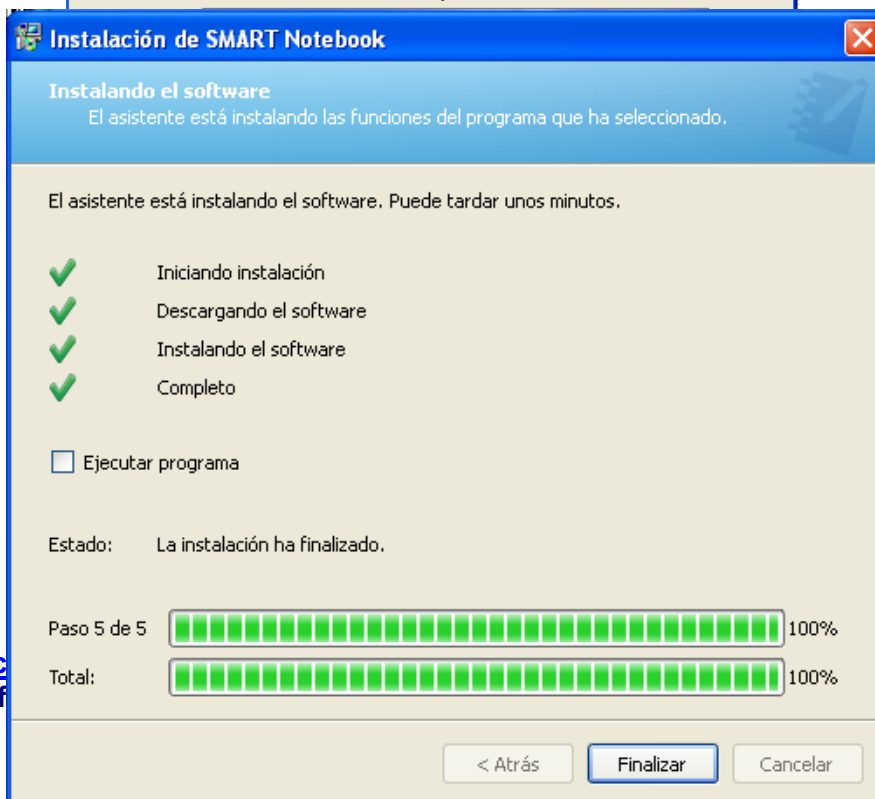 Instalación de SMART Notebook
Instalando el software
El asistente está instalando las funciones del programa que ha seleccionado.
El asistente está instalando el software. Puede tardar unos minutos.
Iniciando instalación
Descargando el software
Instalando el software
Completo
Ejecutar programa
Estado: La instalación ha finalizado.
Paso 5 de 5 100%
Total: 100%
< Atrás Finalizar Cancelar